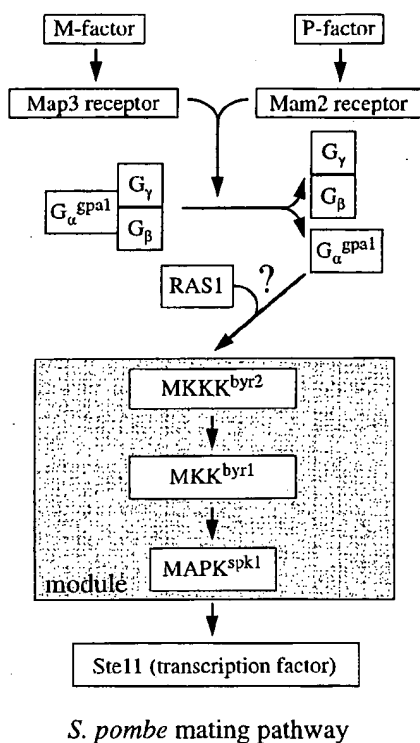 M-factor
P-factor
Map3 receptor
Mam2 receptor
Gγ
Gαgpa1
Gβ
Gγ
Gβ
Gαgpa1
RAS1
?
MKKKbyr2
MKKbyr1
MAPKspk1
module
Ste11 (transcription factor)
S. pombe mating pathway